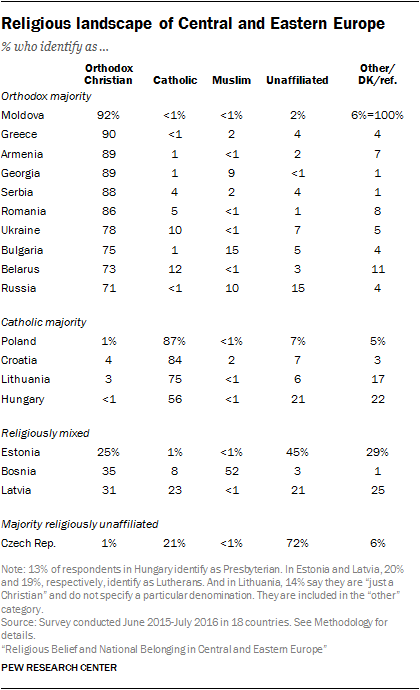 Religious landscape of Central and Eastern Europe
% who identify as ...
Orthodox Christian Catholic Muslim Unaffiliated Other/ DK/ref.
Orthodox majority
Moldova 92% <1% <1% 2% 6%=100%
Greece 90 <1 2 4 4
Armenia 89 1 <1 2 7
Georgia 89 1 9 <1 1
Serbia 88 4 2 4 1
Romania 86 5 <1 1 8
Ukraine 78 10 <1 7 5
Bulgaria 75 1 15 5 4
Belarus 73 12 <1 3 11
Russia 71 <1 10 15 4
Catholic majority
Poland 1% 87% <1% 7% 5%
Croatia 4 84 2 7 3
Lithuania 3 75 <1 6 17
Hungary <1 56 <1 21 22
Religiously mixed
Estonia 25% 1% <1% 45% 29%
Bosnia 35 8 52 3 1
Latvia 31 23 <1 21 25
Majority religiously unaffiliated
Czech Rep. 1% 21% <1% 72% 6%
Note: 13% of respondents in Hungary identify as Presbyterian. In Estonia and Latvia, 20%
and 19%, respectively, identify as Lutherans. And in Lithuania, 14% say they are "just a
Christian" and do not specify a particular denomination. They are included in the "other"
category.
Source: Survey conducted June 2015-July 2016 in 18 countries. See Methodology for
details.
"Religious Belief and National Belonging in Central and Eastern Europe"
PEW RESEARCH CENTER